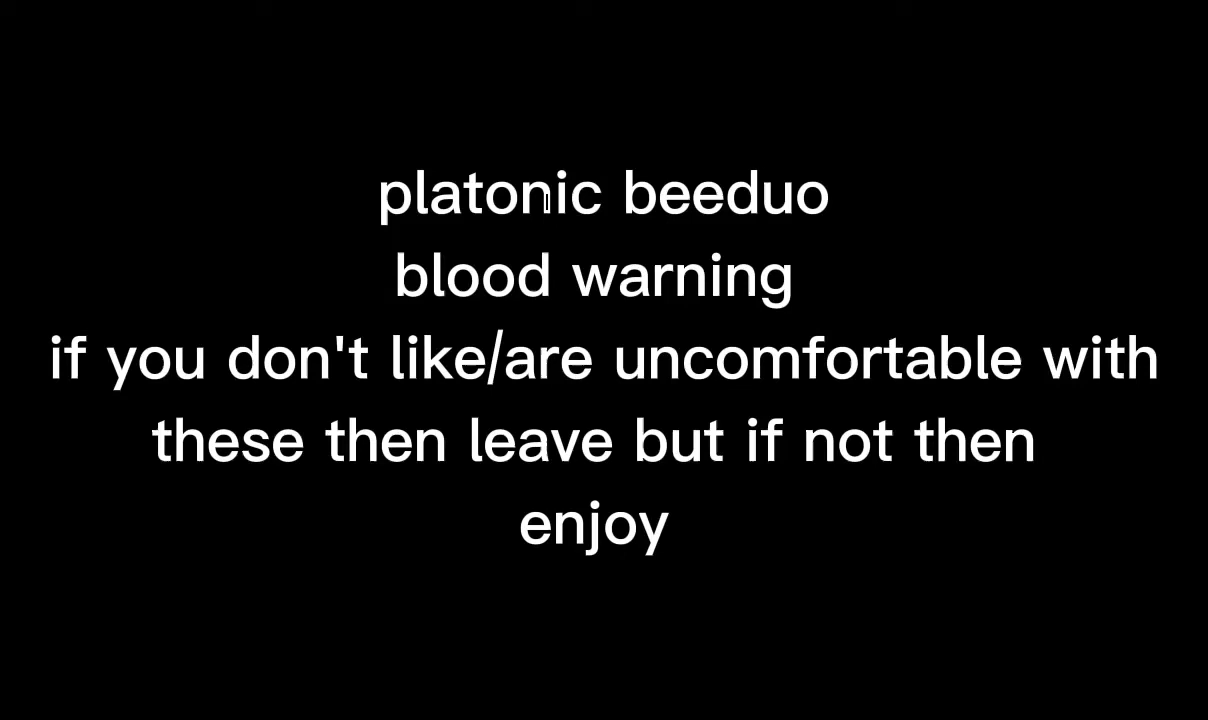 platonic beeduo
blood warning
if you don't like/are uncomfortable with
these then leave but if not then
enjoy